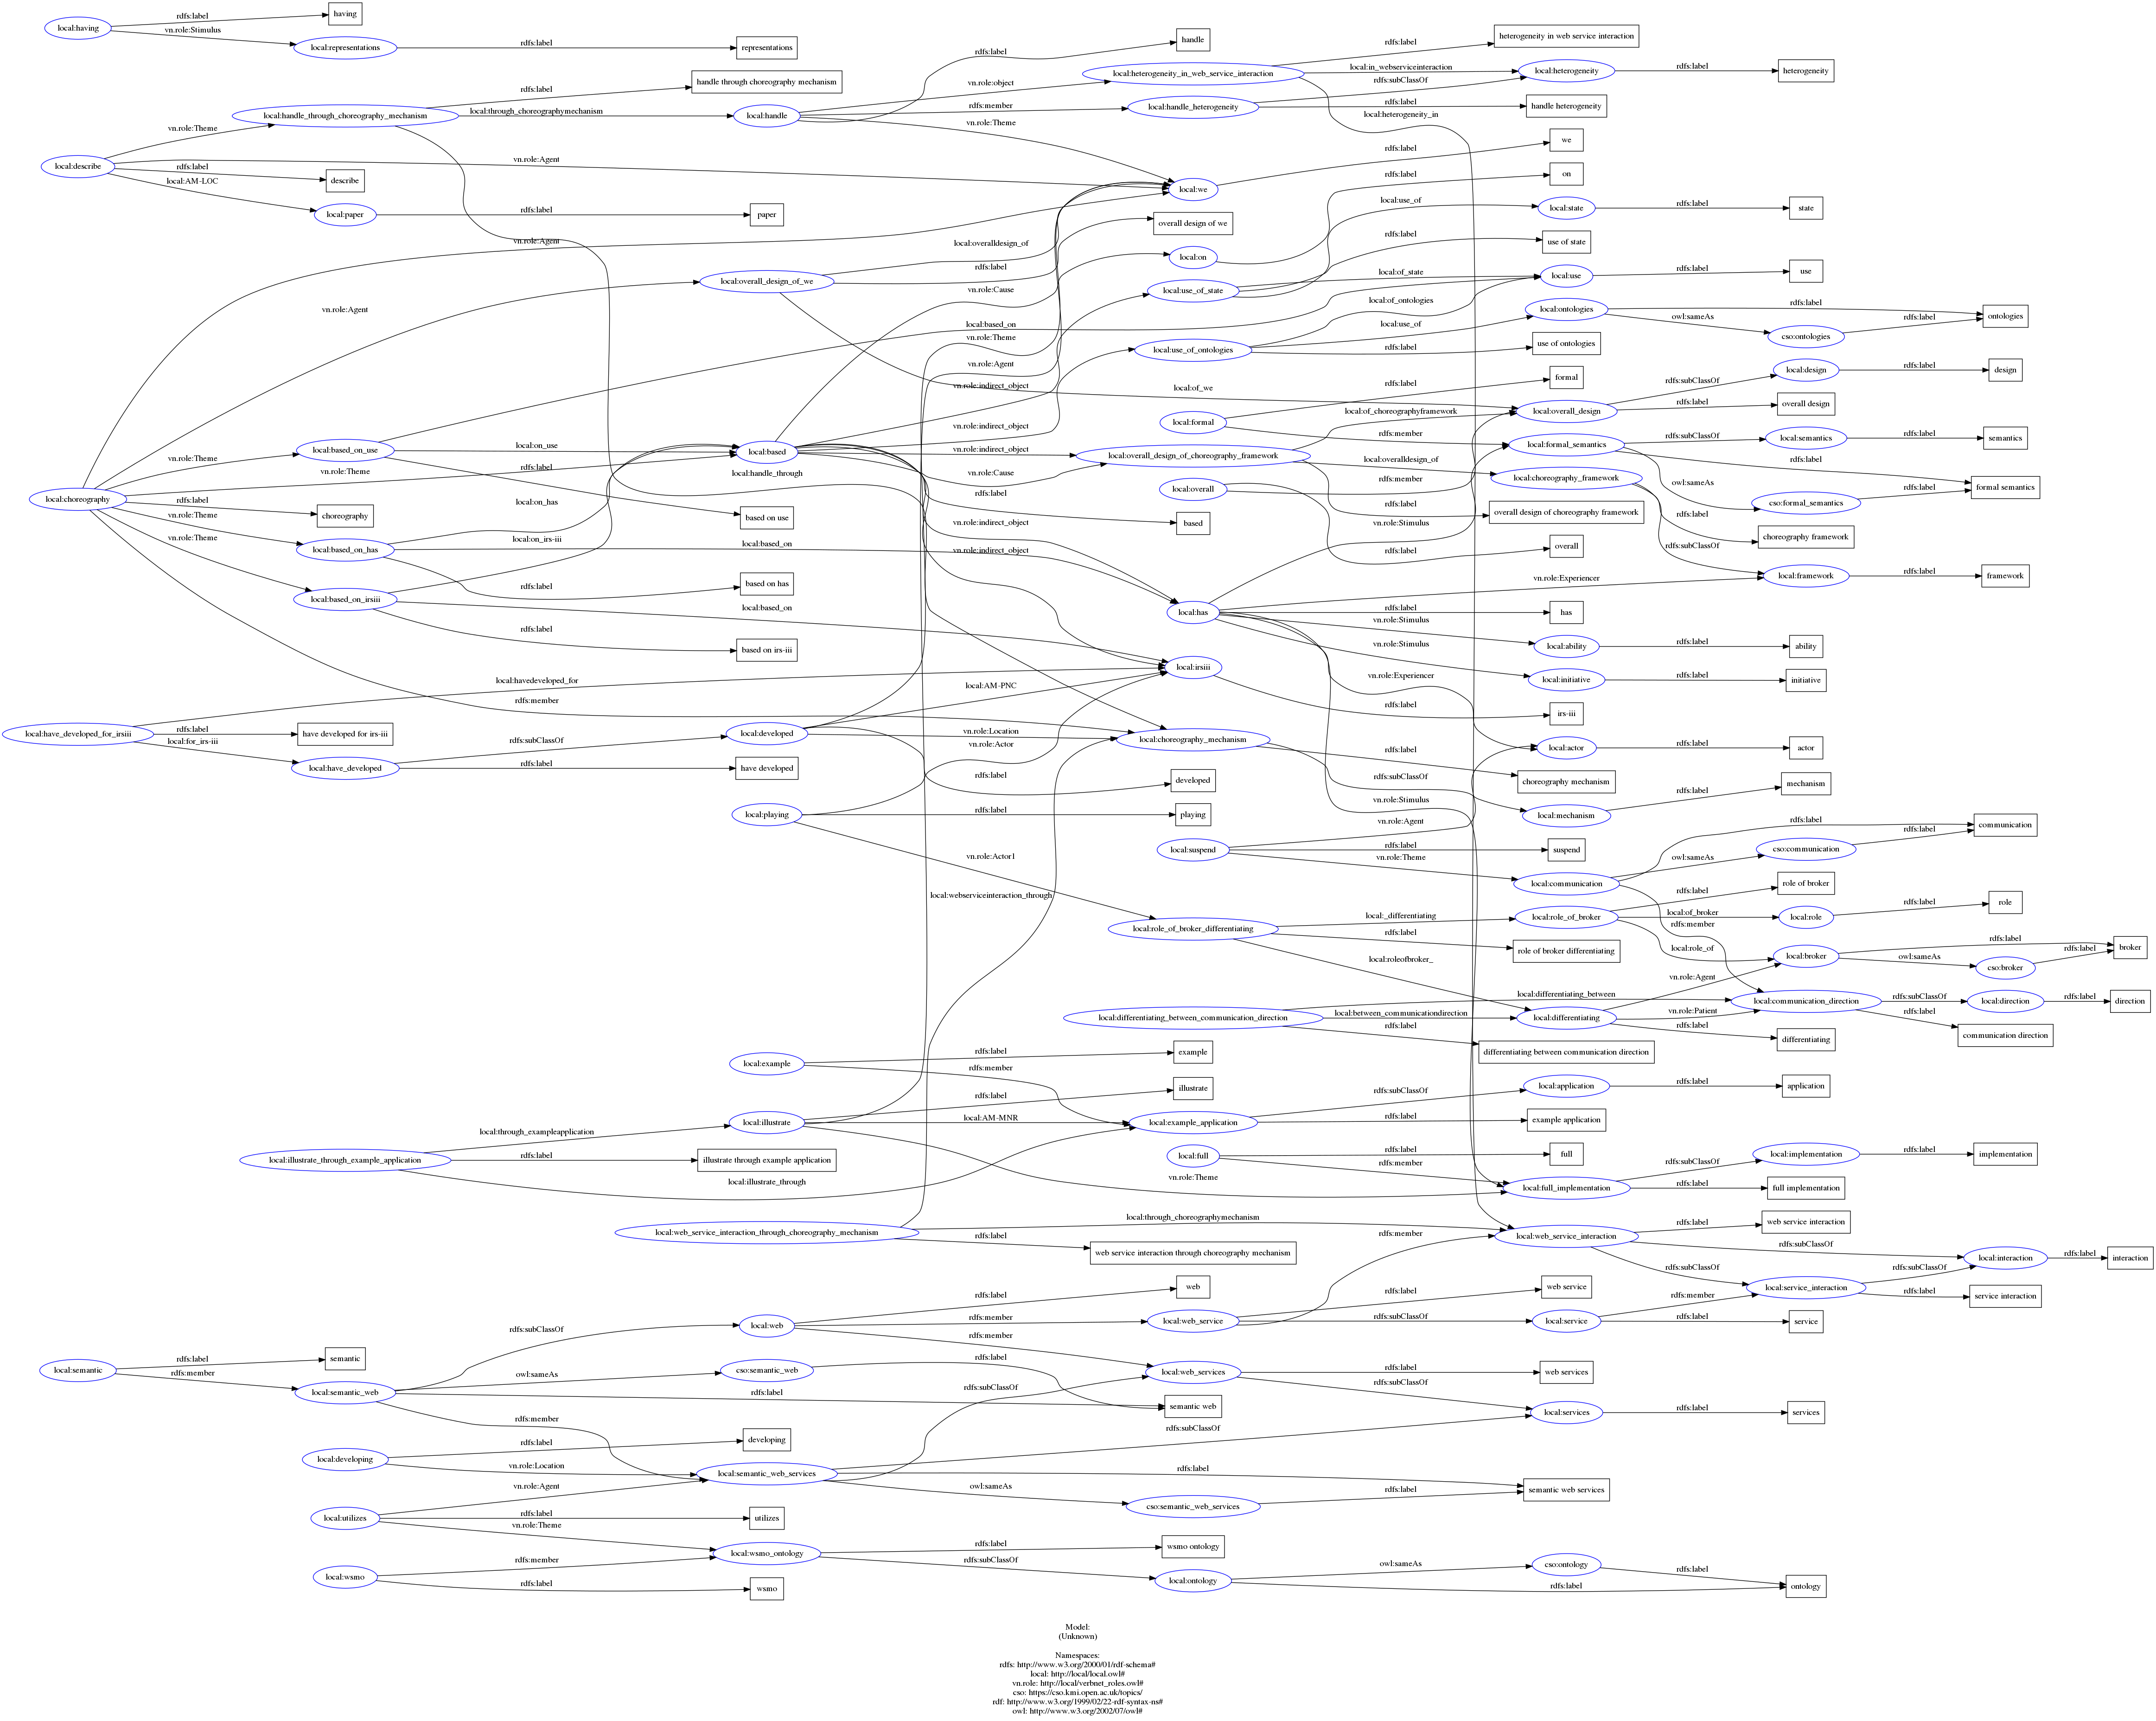 local:having
rdfs:label
having
vn.role:Stimulus
local:representations
rdfs:label
representations
local:handle_through_choreography_mechanism
rdfs:label
handle through choreography mechanism
local:through_choreographymechanism
local:handle
rdfs:label
handle
vn.role:object
local:heterogeneity_in_web_service_interaction
rdfs:label
heterogeneity in web service interaction
local:in_webserviceinteraction
local:heterogeneity
rdfs:label
heterogeneity
rdfs:subClassOf
rdfs:member
local:handle_heterogeneity
rdfs:label
handle heterogeneity
local:heterogeneity_in
vn.role:Theme
vn.role:Theme
local:describe
vn.role:Agent
rdfs:label
describe
local:AM-LOC
local:paper
rdfs:label
paper
local:we
rdfs:label
we
overall design of we
local:on
rdfs:label
on
local:use_of
local:state
rdfs:label
state
rdfs:label
use of state
local:use_of_state
local:of_state
local:use
rdfs:label
use
vn.role:Agent
local:overalldesign_of
rdfs:label
local:overall_design_of_we
vn.role:Cause
vn.role:Agent
local:of_ontologies
local:use_of
local:ontologies
rdfs:label
ontologies
owl:sameAs
cso:ontologies
rdfs:label
local:based_on
vn.role:Theme
local:use_of_ontologies
rdfs:label
use of ontologies
vn.role:Agent
vn.role:indirect_object
local:of_we
local:formal
rdfs:label
formal
local:overall_design
rdfs:subClassOf
local:design
rdfs:label
design
rdfs:label
overall design
local:of_choreographyframework
vn.role:indirect_object
rdfs:member
local:formal_semantics
rdfs:subClassOf
local:semantics
rdfs:label
semantics
rdfs:label
formal semantics
owl:sameAs
cso:formal_semantics
rdfs:label
local:based_on_use
local:on_use
local:based
vn.role:indirect_object
local:overall_design_of_choreography_framework
local:overalldesign_of
local:choreography_framework
rdfs:label
choreography framework
rdfs:subClassOf
local:framework
rdfs:label
framework
vn.role:Theme
rdfs:label
vn.role:Theme
local:handle_through
vn.role:Cause
local:overall
rdfs:member
local:choreography
rdfs:label
choreography
local:on_has
rdfs:label
based
overall design of choreography framework
vn.role:Theme
based on use
vn.role:indirect_object
vn.role:Stimulus
rdfs:label
overall
vn.role:Theme
local:based_on_has
local:on_irs-iii
local:based_on
vn.role:indirect_object
rdfs:label
based on has
vn.role:Experiencer
local:based_on_irsiii
local:based_on
local:has
rdfs:label
has
vn.role:Stimulus
local:ability
rdfs:label
ability
rdfs:label
based on irs-iii
vn.role:Stimulus
local:initiative
rdfs:label
initiative
local:irsiii
vn.role:Experiencer
rdfs:label
irs-iii
local:havedeveloped_for
local:AM-PNC
rdfs:member
local:have_developed_for_irsiii
rdfs:label
have developed for irs-iii
local:for_irs-iii
local:have_developed
rdfs:subClassOf
local:developed
rdfs:label
have developed
vn.role:Location
vn.role:Actor
local:choreography_mechanism
rdfs:label
choreography mechanism
local:actor
rdfs:label
actor
rdfs:label
developed
rdfs:subClassOf
local:mechanism
rdfs:label
mechanism
local:playing
rdfs:label
playing
vn.role:Stimulus
vn.role:Agent
local:suspend
rdfs:label
suspend
vn.role:Theme
local:communication
rdfs:label
communication
owl:sameAs
cso:communication
rdfs:label
vn.role:Actor1
local:webserviceinteraction_through
local:role_of_broker_differentiating
local:_differentiating
local:role_of_broker
rdfs:label
role of broker
local:of_broker
local:role
rdfs:label
role
rdfs:member
rdfs:label
role of broker differentiating
local:role_of
local:broker
rdfs:label
broker
owl:sameAs
cso:broker
rdfs:label
local:roleofbroker_
vn.role:Agent
local:differentiating_between
local:communication_direction
rdfs:subClassOf
local:direction
rdfs:label
direction
local:differentiating_between_communication_direction
local:between_communicationdirection
local:differentiating
vn.role:Patient
rdfs:label
communication direction
rdfs:label
differentiating between communication direction
rdfs:label
differentiating
local:example
rdfs:label
example
rdfs:member
rdfs:label
illustrate
local:illustrate
local:AM-MNR
local:example_application
rdfs:subClassOf
local:application
rdfs:label
application
rdfs:label
example application
local:through_exampleapplication
local:illustrate_through_example_application
rdfs:label
illustrate through example application
local:illustrate_through
local:full
rdfs:label
full
rdfs:member
vn.role:Theme
local:full_implementation
rdfs:subClassOf
local:implementation
rdfs:label
implementation
rdfs:label
full implementation
local:web_service_interaction_through_choreography_mechanism
local:through_choreographymechanism
rdfs:label
web service interaction through choreography mechanism
rdfs:member
local:web_service_interaction
rdfs:label
web service interaction
rdfs:subClassOf
local:interaction
rdfs:label
interaction
rdfs:subClassOf
local:service_interaction
rdfs:subClassOf
rdfs:label
service interaction
local:web
rdfs:label
web
rdfs:member
local:web_service
rdfs:label
web service
rdfs:subClassOf
local:service
rdfs:member
rdfs:label
service
rdfs:subClassOf
rdfs:member
local:semantic
rdfs:label
semantic
rdfs:member
local:semantic_web
owl:sameAs
cso:semantic_web
rdfs:label
rdfs:label
semantic web
local:web_services
rdfs:label
web services
rdfs:subClassOf
rdfs:subClassOf
local:services
rdfs:label
services
rdfs:member
local:developing
rdfs:label
developing
vn.role:Location
local:semantic_web_services
rdfs:subClassOf
rdfs:label
semantic web services
owl:sameAs
cso:semantic_web_services
rdfs:label
vn.role:Agent
local:utilizes
rdfs:label
utilizes
vn.role:Theme
local:wsmo_ontology
rdfs:label
wsmo ontology
rdfs:subClassOf
local:ontology
owl:sameAs
cso:ontology
rdfs:label
rdfs:label
ontology
local:wsmo
rdfs:member
rdfs:label
wsmo
Model:
(Unknown)
Namespaces:
rdfs: http://www.w3.org/2000/01/rdf-schema#
local: http://local/local.owl#
vn.role: http://local/verbnet_roles.owl#
cso: https://cso.kmi.open.ac.uk/topics/
rdf: http://www.w3.org/1999/02/22-rdf-syntax-ns#
owl: http://www.w3.org/2002/07/owl#